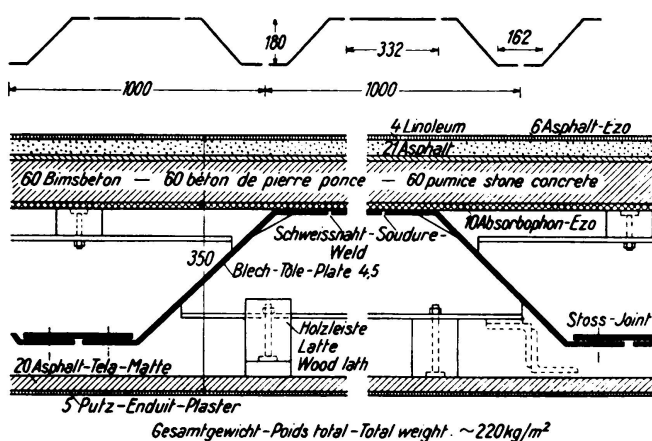 180
332
162
1000
1000
4 Linoleum
6 Asphalt-Ezo
21 Asphalt
60 Bimsbeton — 60 béton de pierre ponce — 60 pumice stone concrete
10 Absorbophon-Ezo
Schweissnaht-Soudure-
Weld
350
Blech-Tôle-Plate 4,5
Holzleiste
Latte
Wood lath
Stoss-Joint
20 Asphalt-Tela-Matte
5 Putz-Enduit-Plaster
Gesamtgewicht-Poids total-Total weight. ~220kg/m²